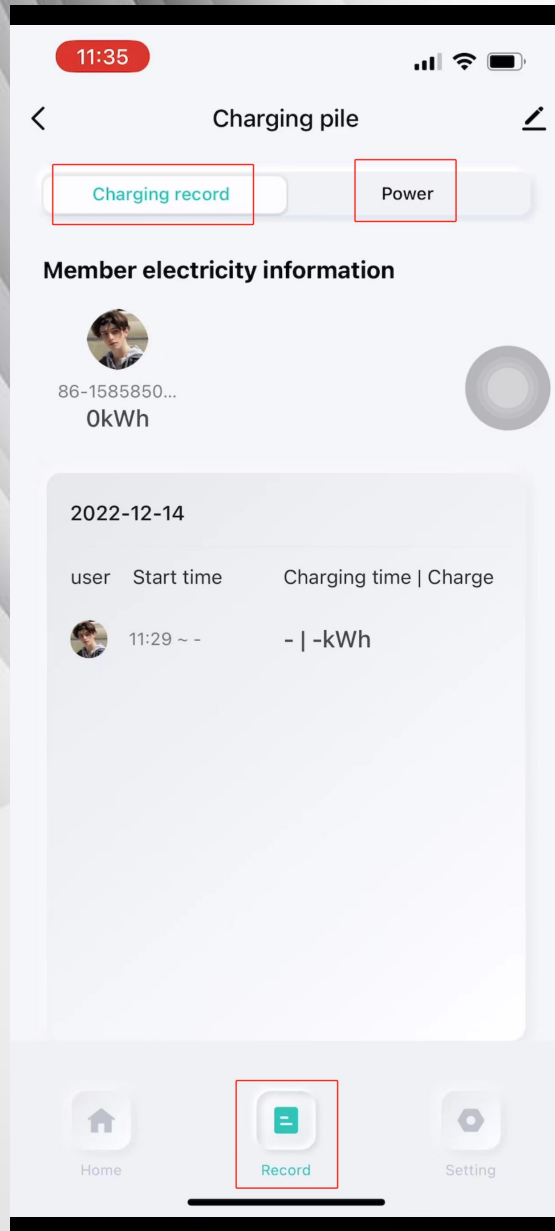 11:35
Charging pile
Charging record Power
Member electricity information
86-1585850...
0kWh
2022-12-14
user Start time Charging time | Charge
11:29 ~ - - | -kWh
Home Record Setting